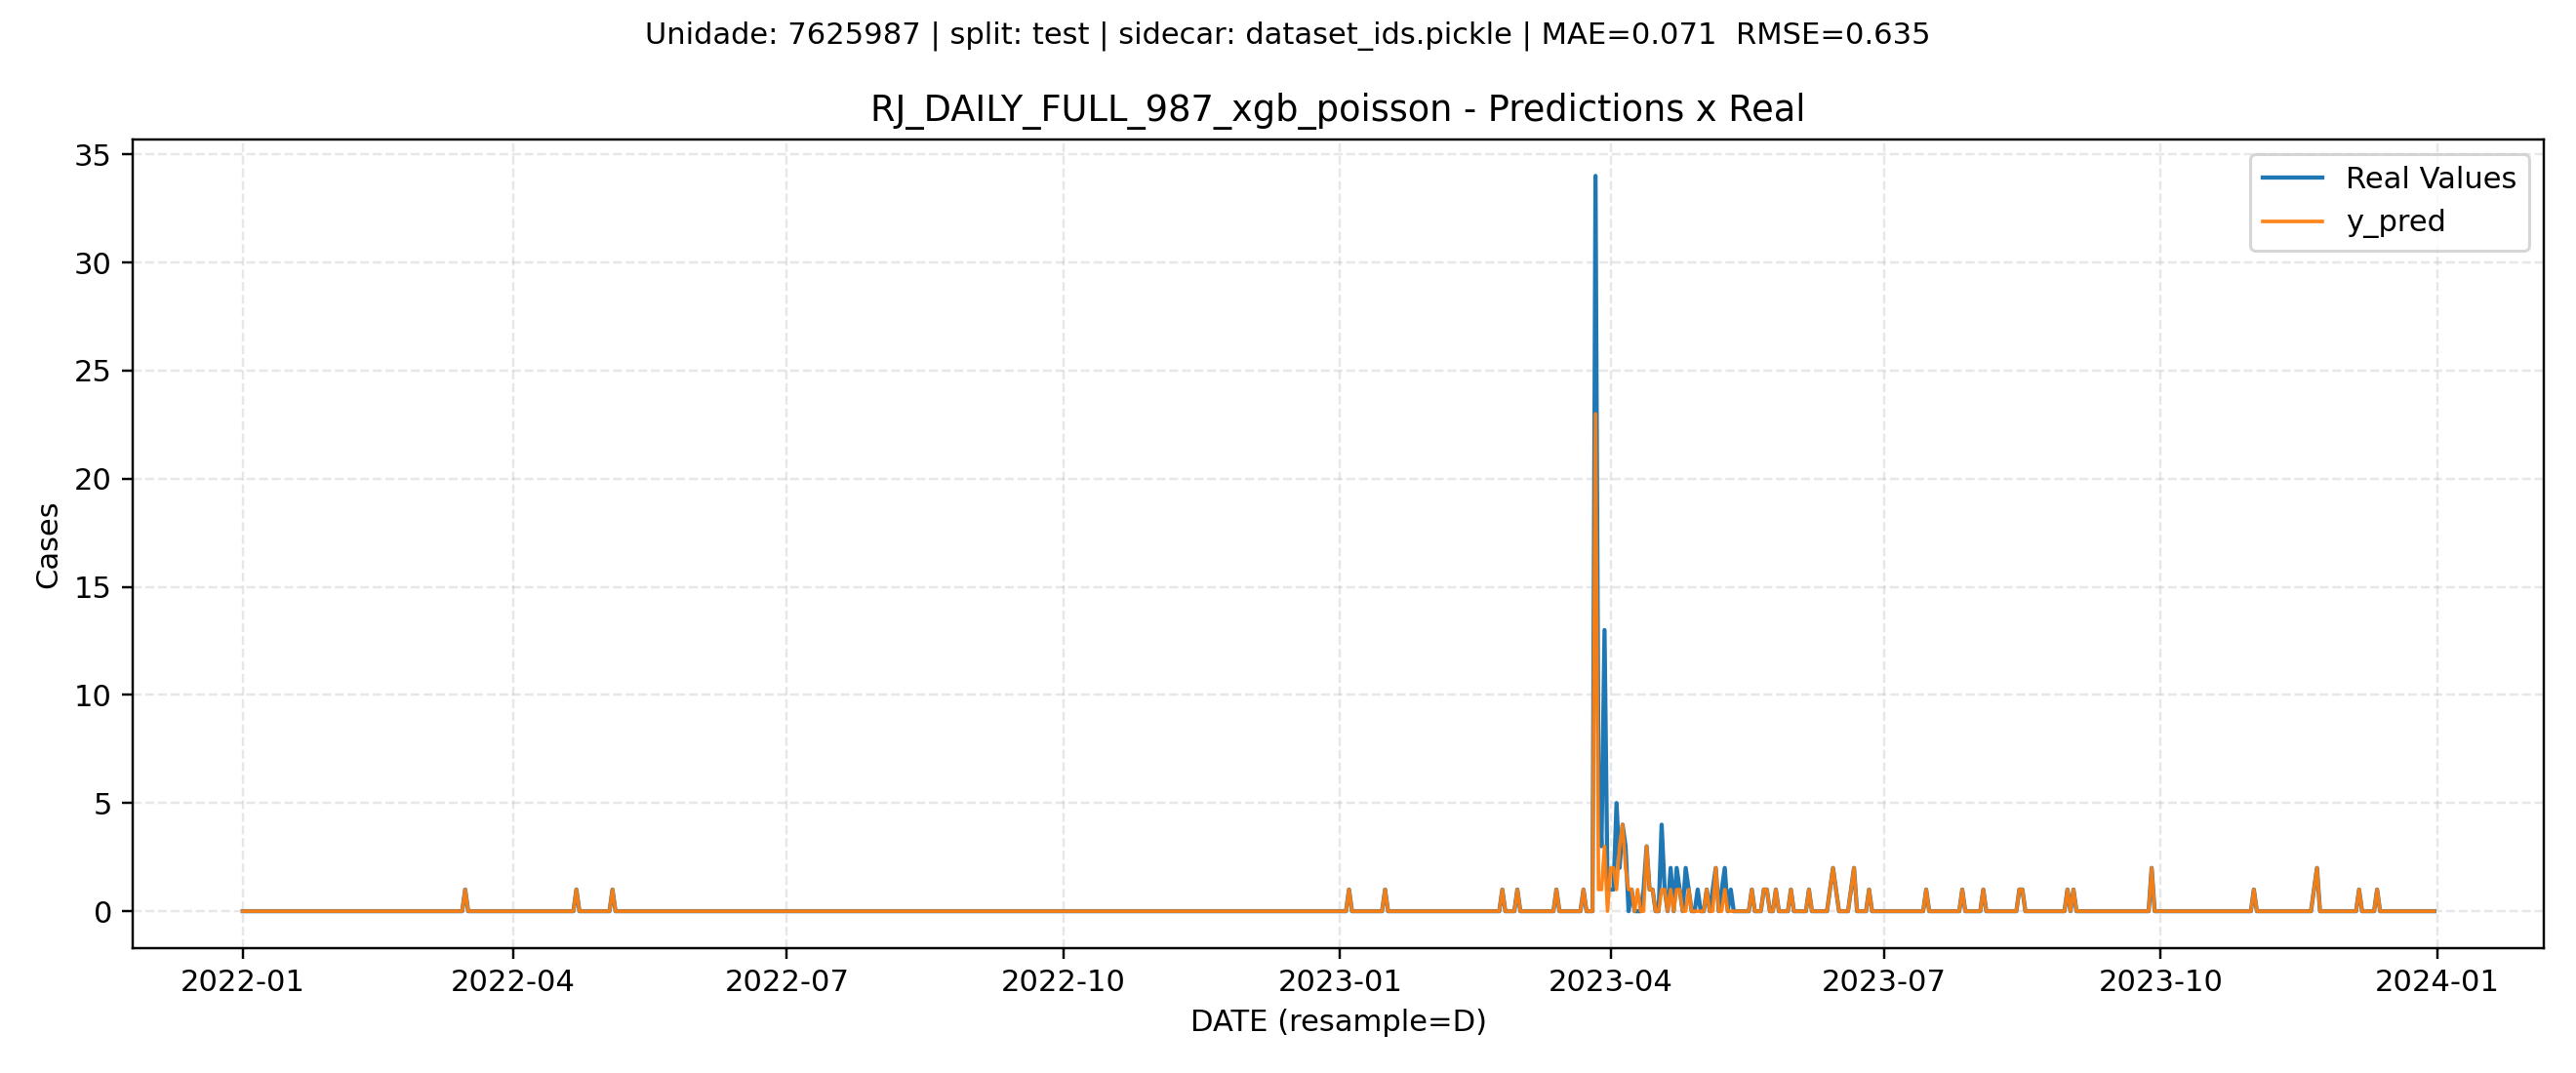 Unidade: 7625987 | split: test | sidecar: dataset_ids.pickle | MAE=0.071  RMSE=0.635
RJ_DAILY_FULL_987_xgb_poisson - Predictions x Real
35
30
25
20
15
10
5
0
Cases
Real Values
y_pred
2022-01
2022-04
2022-07
2022-10
2023-01
2023-04
2023-07
2023-10
2024-01
DATE (resample=D)